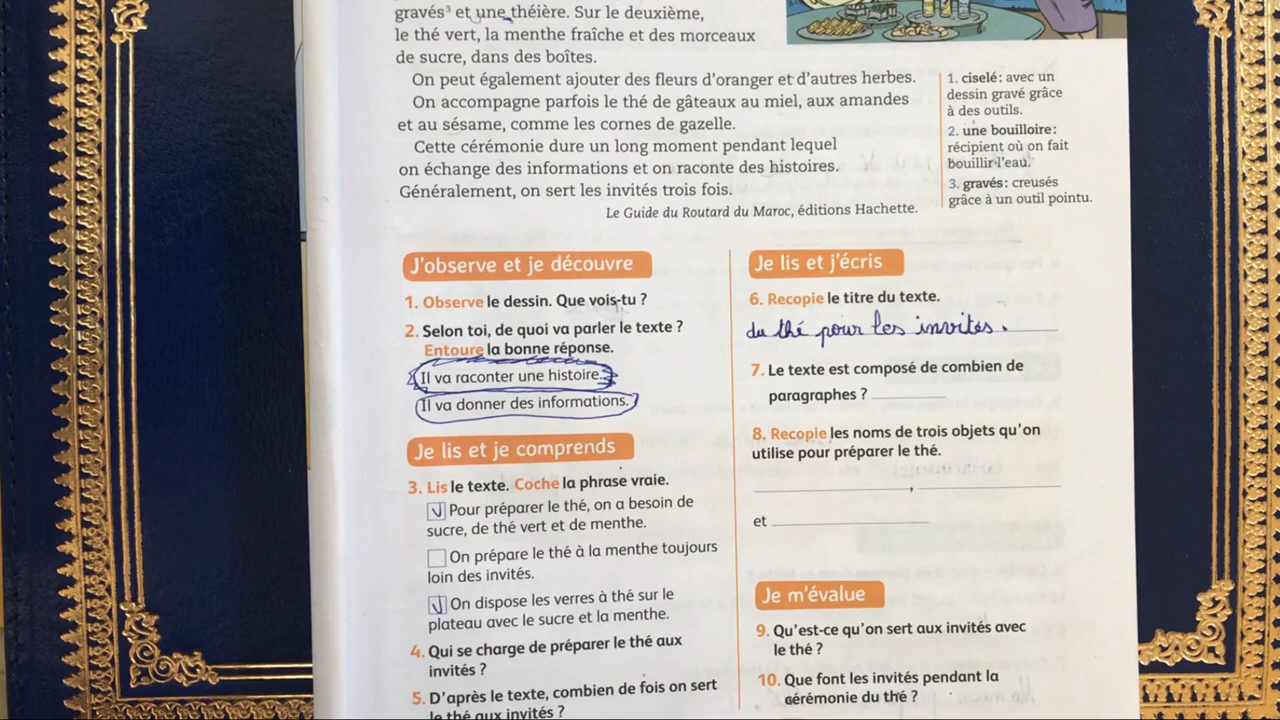 gravés³ et une théière. Sur le deuxième,
le thé vert, la menthe fraîche et des morceaux
de sucre, dans des boîtes.
On peut également ajouter des fleurs d'oranger et d'autres herbes.
On accompagne parfois le thé de gâteaux au miel, aux amandes
et au sésame, comme les cornes de gazelle.
Cette cérémonie dure un long moment pendant lequel
on échange des informations et on raconte des histoires.
Généralement, on sert les invités trois fois.
Le Guide du Routard du Maroc, éditions Hachette.
1. ciselé : avec un
dessin gravé grâce
à des outils.
2. une bouilloire :
récipient où on fait
bouillir l'eau.
3. gravés : creusés
grâce à un outil pointu.
J'observe et je découvre
1. Observe le dessin. Que vois-tu ?
2. Selon toi, de quoi va parler le texte ?
Entoure la bonne réponse.
Il va raconter une histoire.
Il va donner des informations.
Je lis et je comprends
3. Lis le texte. Coche la phrase vraie.
Pour préparer le thé, on a besoin de
sucre, de thé vert et de menthe.
On prépare le thé à la menthe toujours
loin des invités.
On dispose les verres à thé sur le
plateau avec le sucre et la menthe.
4. Qui se charge de préparer le thé aux
invités ?
5. D'après le texte, combien de fois on sert
le thé aux invités ?
Je lis et j'écris
6. Recopie le titre du texte.
du thé pour les invités.
7. Le texte est composé de combien de
paragraphes ?
8. Recopie les noms de trois objets qu'on
utilise pour préparer le thé.
,
et
Je m'évalue
9. Qu'est-ce qu'on sert aux invités avec
le thé ?
10. Que font les invités pendant la
cérémonie du thé ?